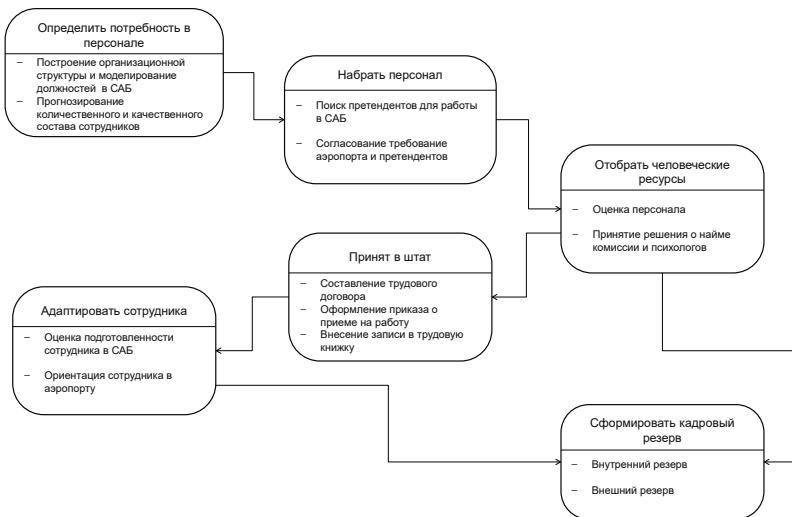 Определить потребность в
персонале
– Построение организационной
структуры и моделирование
должностей в САБ
– Прогнозирование
количественного и качественного
состава сотрудников
Набрать персонал
– Поиск претендентов для работы
в САБ
– Согласование требование
аэропорта и претендентов
Отобрать человеческие
ресурсы
– Оценка персонала
– Принятие решения о найме
комиссии и психологов
Принят в штат
– Составление трудового
договора
– Оформление приказа о
приеме на работу
– Внесение записи в трудовую
книжку
Адаптировать сотрудника
– Оценка подготовленности
сотрудника в САБ
– Ориентация сотрудника в
аэропорту
Сформировать кадровый
резерв
– Внутренний резерв
– Внешний резерв